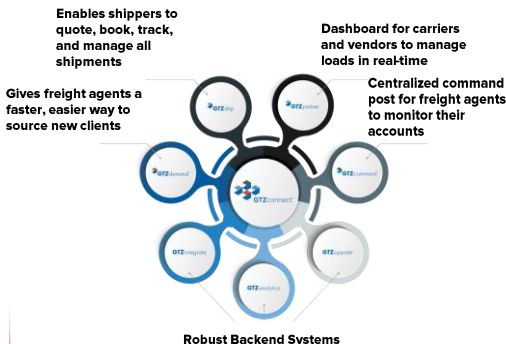 Enables shippers to
quote, book, track,
and manage all
shipments
Dashboard for carriers
and vendors to manage
loads in real-time
Gives freight agents a
faster, easier way to
source new clients
Centralized command
post for freight agents
to monitor their
accounts
GTZship
GTZpartner
GTZdemand
GTZcommand
GTZconnect
GTZintegrate
GTZoperate
GTZanalytics
Robust Backend Systems